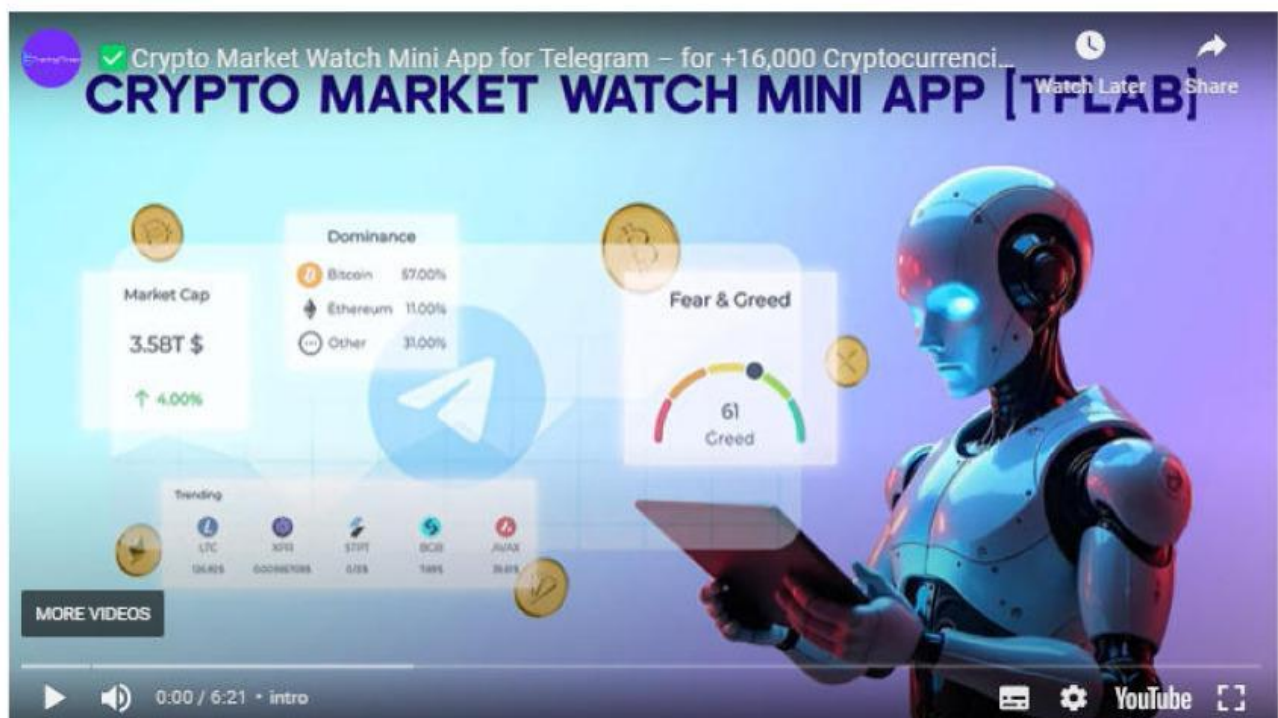 ✅ Crypto Market Watch Mini App for Telegram – for +16,000 Cryptocurrenci...
Watch Later
Share
CRYPTO MARKET WATCH MINI APP [TFLAB]
Dominance
Bitcoin 57.00%
Ethereum 11.00%
Other 31.00%
Market Cap
3.58T $
↑ 4.00%
Fear & Greed
61
Greed
Trending
LTC
AVAX
MORE VIDEOS
0:00 / 6:21 • intro
YouTube